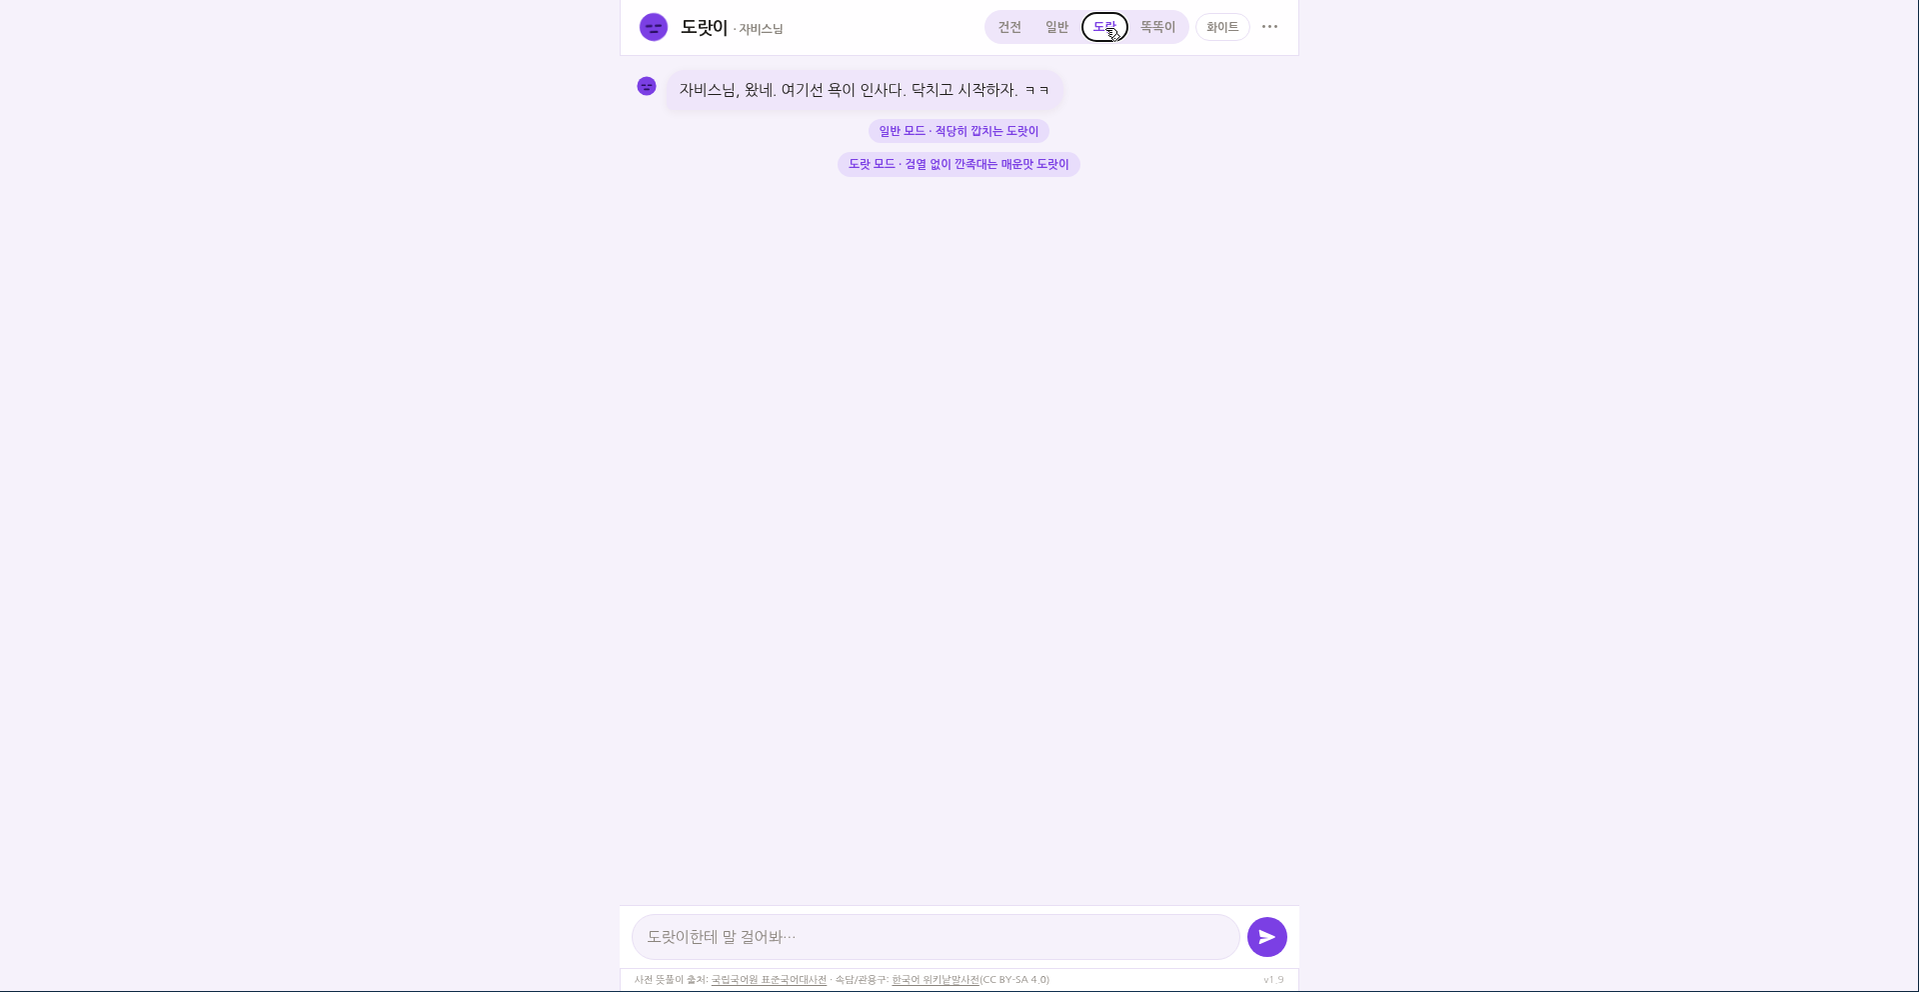 도랏이 · 자비스님
건전 일반 도랏 똑똑이 화이트 ···
자비스님, 왔네. 여기선 욕이 인사다. 닥치고 시작하자. ㅋㅋ
일반 모드 · 적당히 깝치는 도랏이
도랏 모드 · 검열 없이 깐족대는 매운맛 도랏이
도랏이한테 말 걸어봐…
사전 뜻풀이 출처: 국립국어원 표준국어대사전 · 속담/관용구: 한국어 위키낱말사전(CC BY-SA 4.0) v1.9